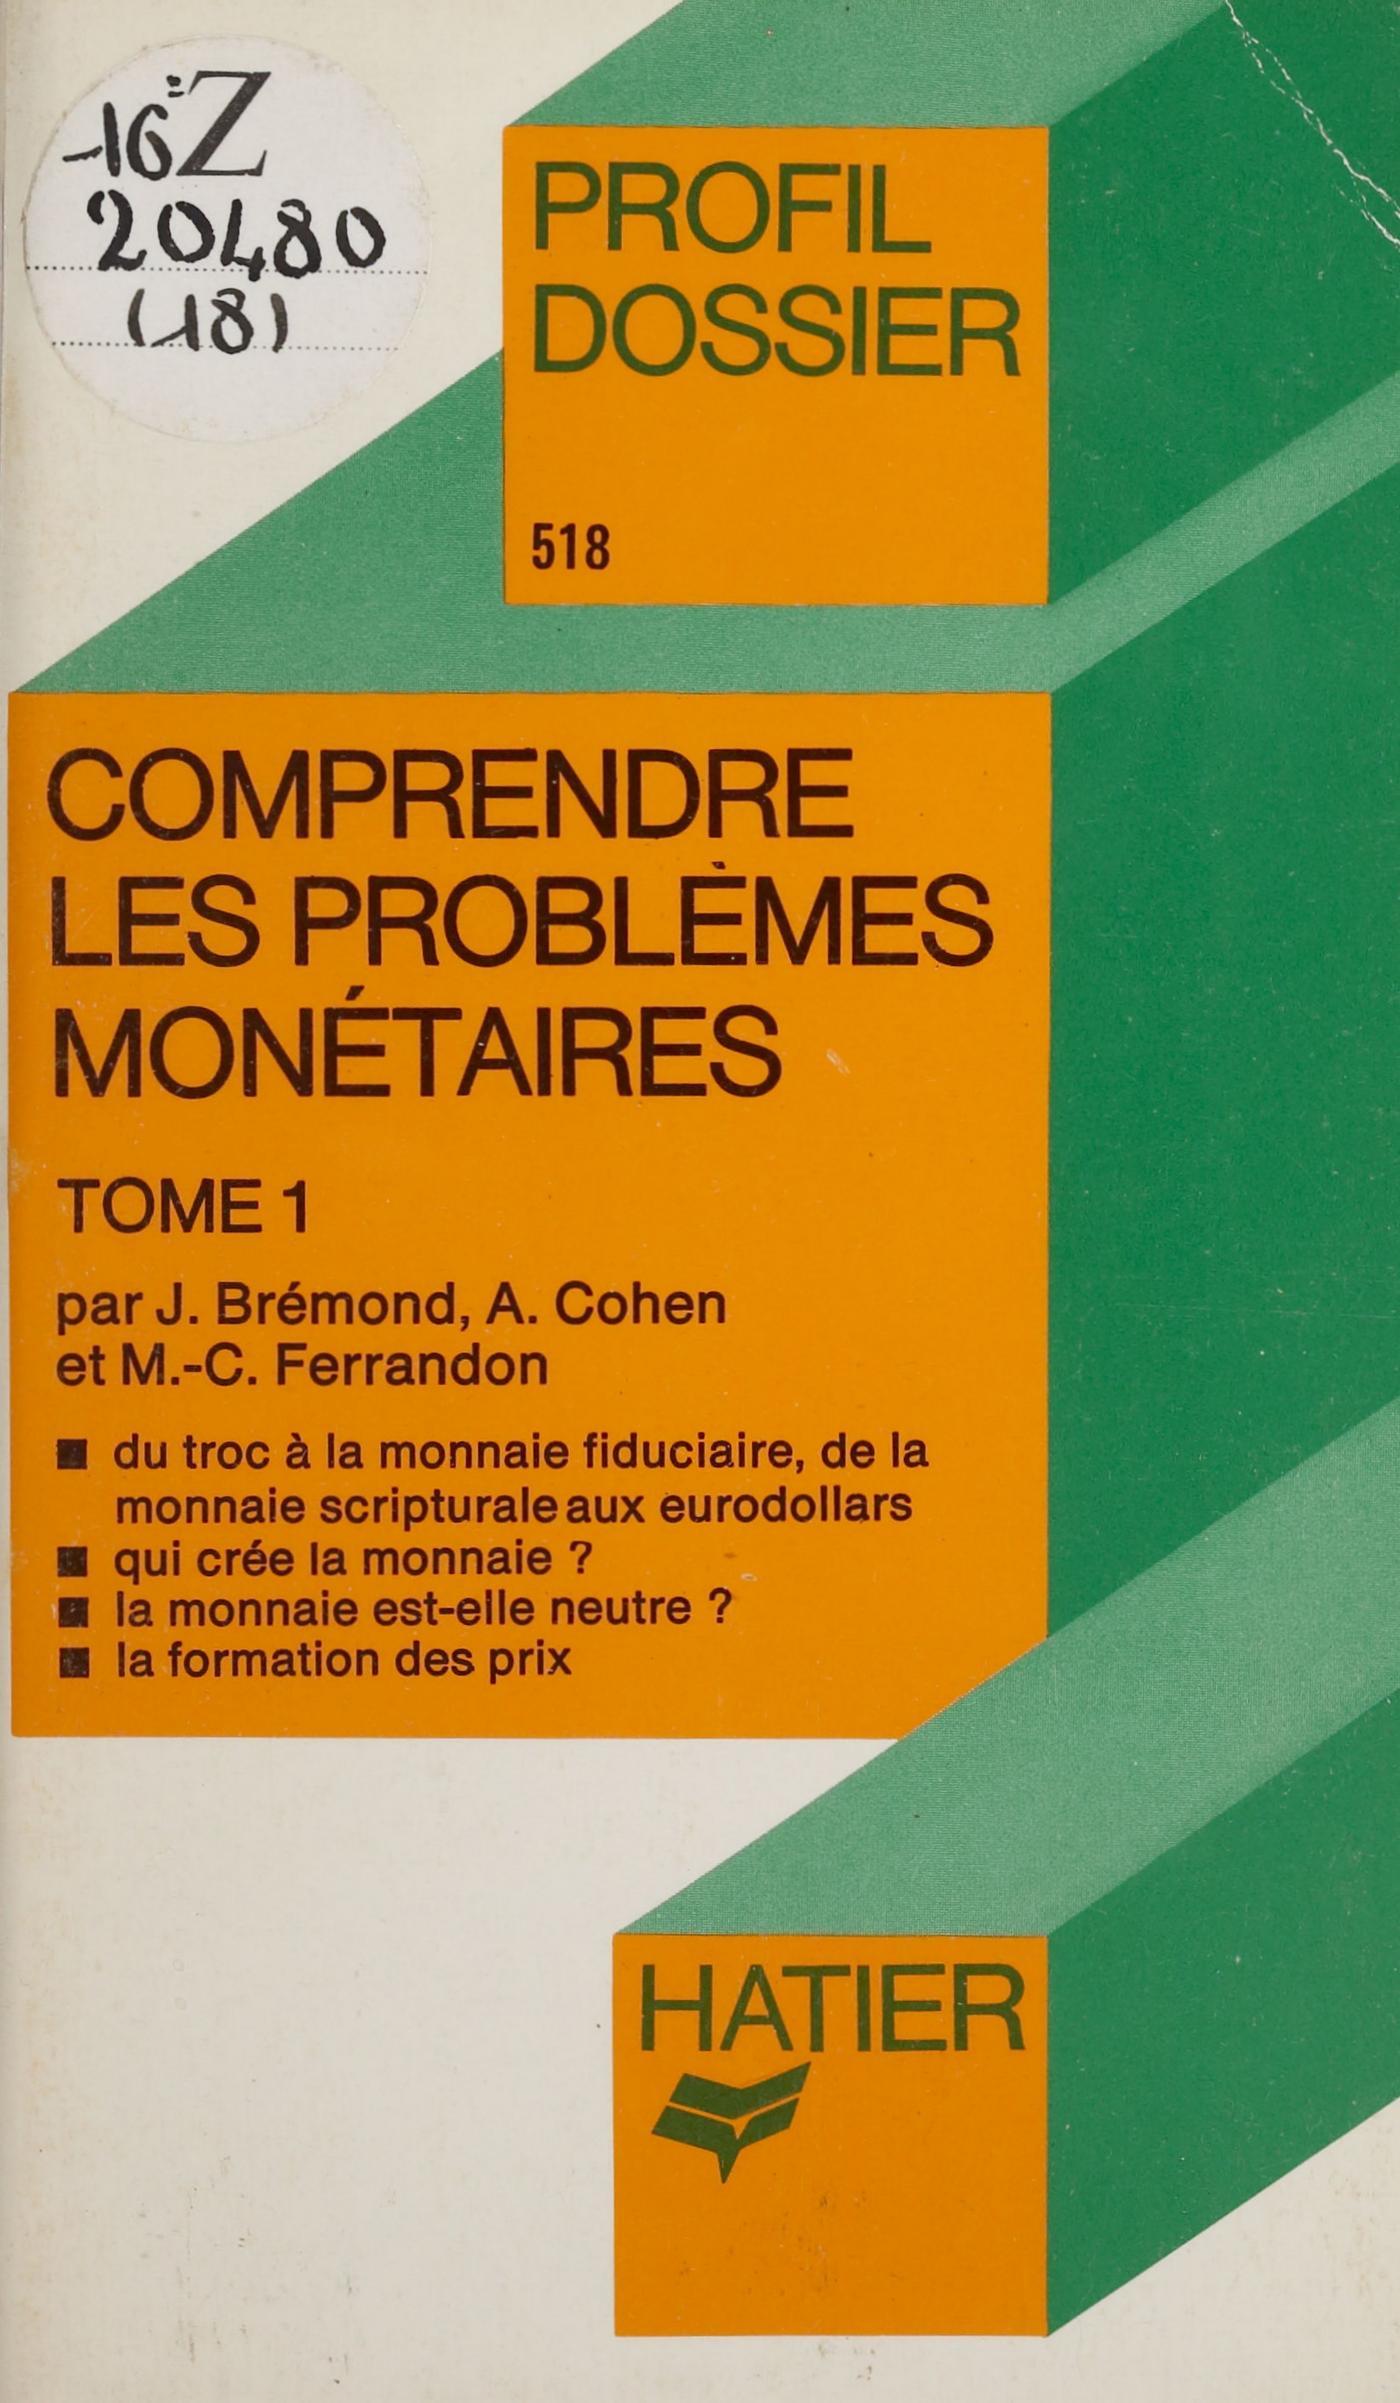 16°Z
20480
(18)
PROFIL
DOSSIER
518
COMPRENDRE
LES PROBLÈMES
MONÉTAIRES
TOME 1
par J. Brémond, A. Cohen
et M.-C. Ferrandon
■ du troc à la monnaie fiduciaire, de la
monnaie scripturale aux eurodollars
■ qui crée la monnaie ?
■ la monnaie est-elle neutre ?
■ la formation des prix
HATIER